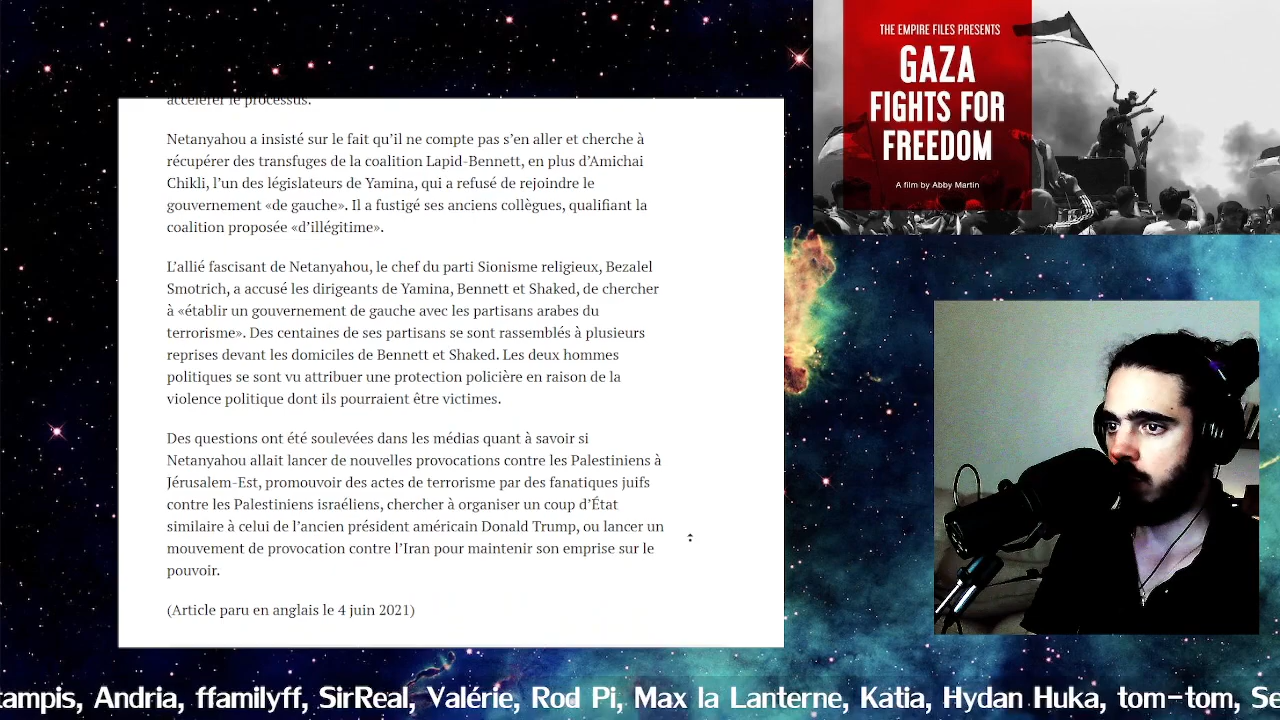 accélérer le processus.
Netanyahou a insisté sur le fait qu’il ne compte pas s’en aller et cherche à
récupérer des transfuges de la coalition Lapid-Bennett, en plus d’Amichai
Chikli, l’un des législateurs de Yamina, qui a refusé de rejoindre le
gouvernement «de gauche». Il a fustigé ses anciens collègues, qualifiant la
coalition proposée «d’illégitime».
L’allié fascisant de Netanyahou, le chef du parti Sionisme religieux, Bezalel
Smotrich, a accusé les dirigeants de Yamina, Bennett et Shaked, de chercher
à «établir un gouvernement de gauche avec les partisans arabes du
terrorisme». Des centaines de ses partisans se sont rassemblés à plusieurs
reprises devant les domiciles de Bennett et Shaked. Les deux hommes
politiques se sont vu attribuer une protection policière en raison de la
violence politique dont ils pourraient être victimes.
Des questions ont été soulevées dans les médias quant à savoir si
Netanyahou allait lancer de nouvelles provocations contre les Palestiniens à
Jérusalem-Est, promouvoir des actes de terrorisme par des fanatiques juifs
contre les Palestiniens israéliens, chercher à organiser un coup d’État
similaire à celui de l’ancien président américain Donald Trump, ou lancer un
mouvement de provocation contre l’Iran pour maintenir son emprise sur le
pouvoir.
(Article paru en anglais le 4 juin 2021)
THE EMPIRE FILES PRESENTS
GAZA
FIGHTS FOR
FREEDOM
A film by Abby Martin
tampis, Andria, ffamilyff, SirReal, Valérie, Rod Pi, Max la Lanterne, Katia, Hydan Huka, tom-tom, Se